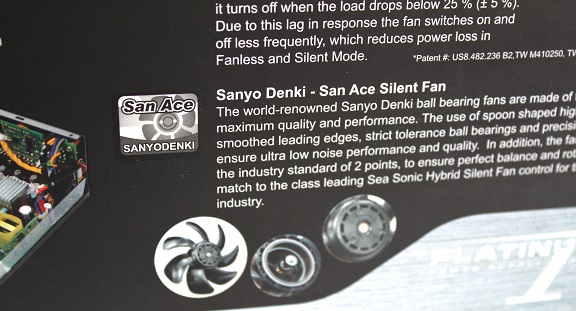 it turns off when the load drops below 25 % (± 5 %).
Due to this lag in response the fan switches on and
off less frequently, which reduces power loss in
Fanless and Silent Mode.
*Patent #: US8.482.236 B2,TW M410250, TW
Sanyo Denki - San Ace Silent Fan
The world-renowned Sanyo Denki ball bearing fans are made of
maximum quality and performance. The use of spoon shaped
smoothed leading edges, strict tolerance ball bearings and
ensure ultra low noise performance and quality. In addition, the
the industry standard of 2 points, to ensure perfect balance and
match to the class leading Sea Sonic Hybrid Silent Fan control for
industry.
San Ace
SANYODENKI
PLATINU